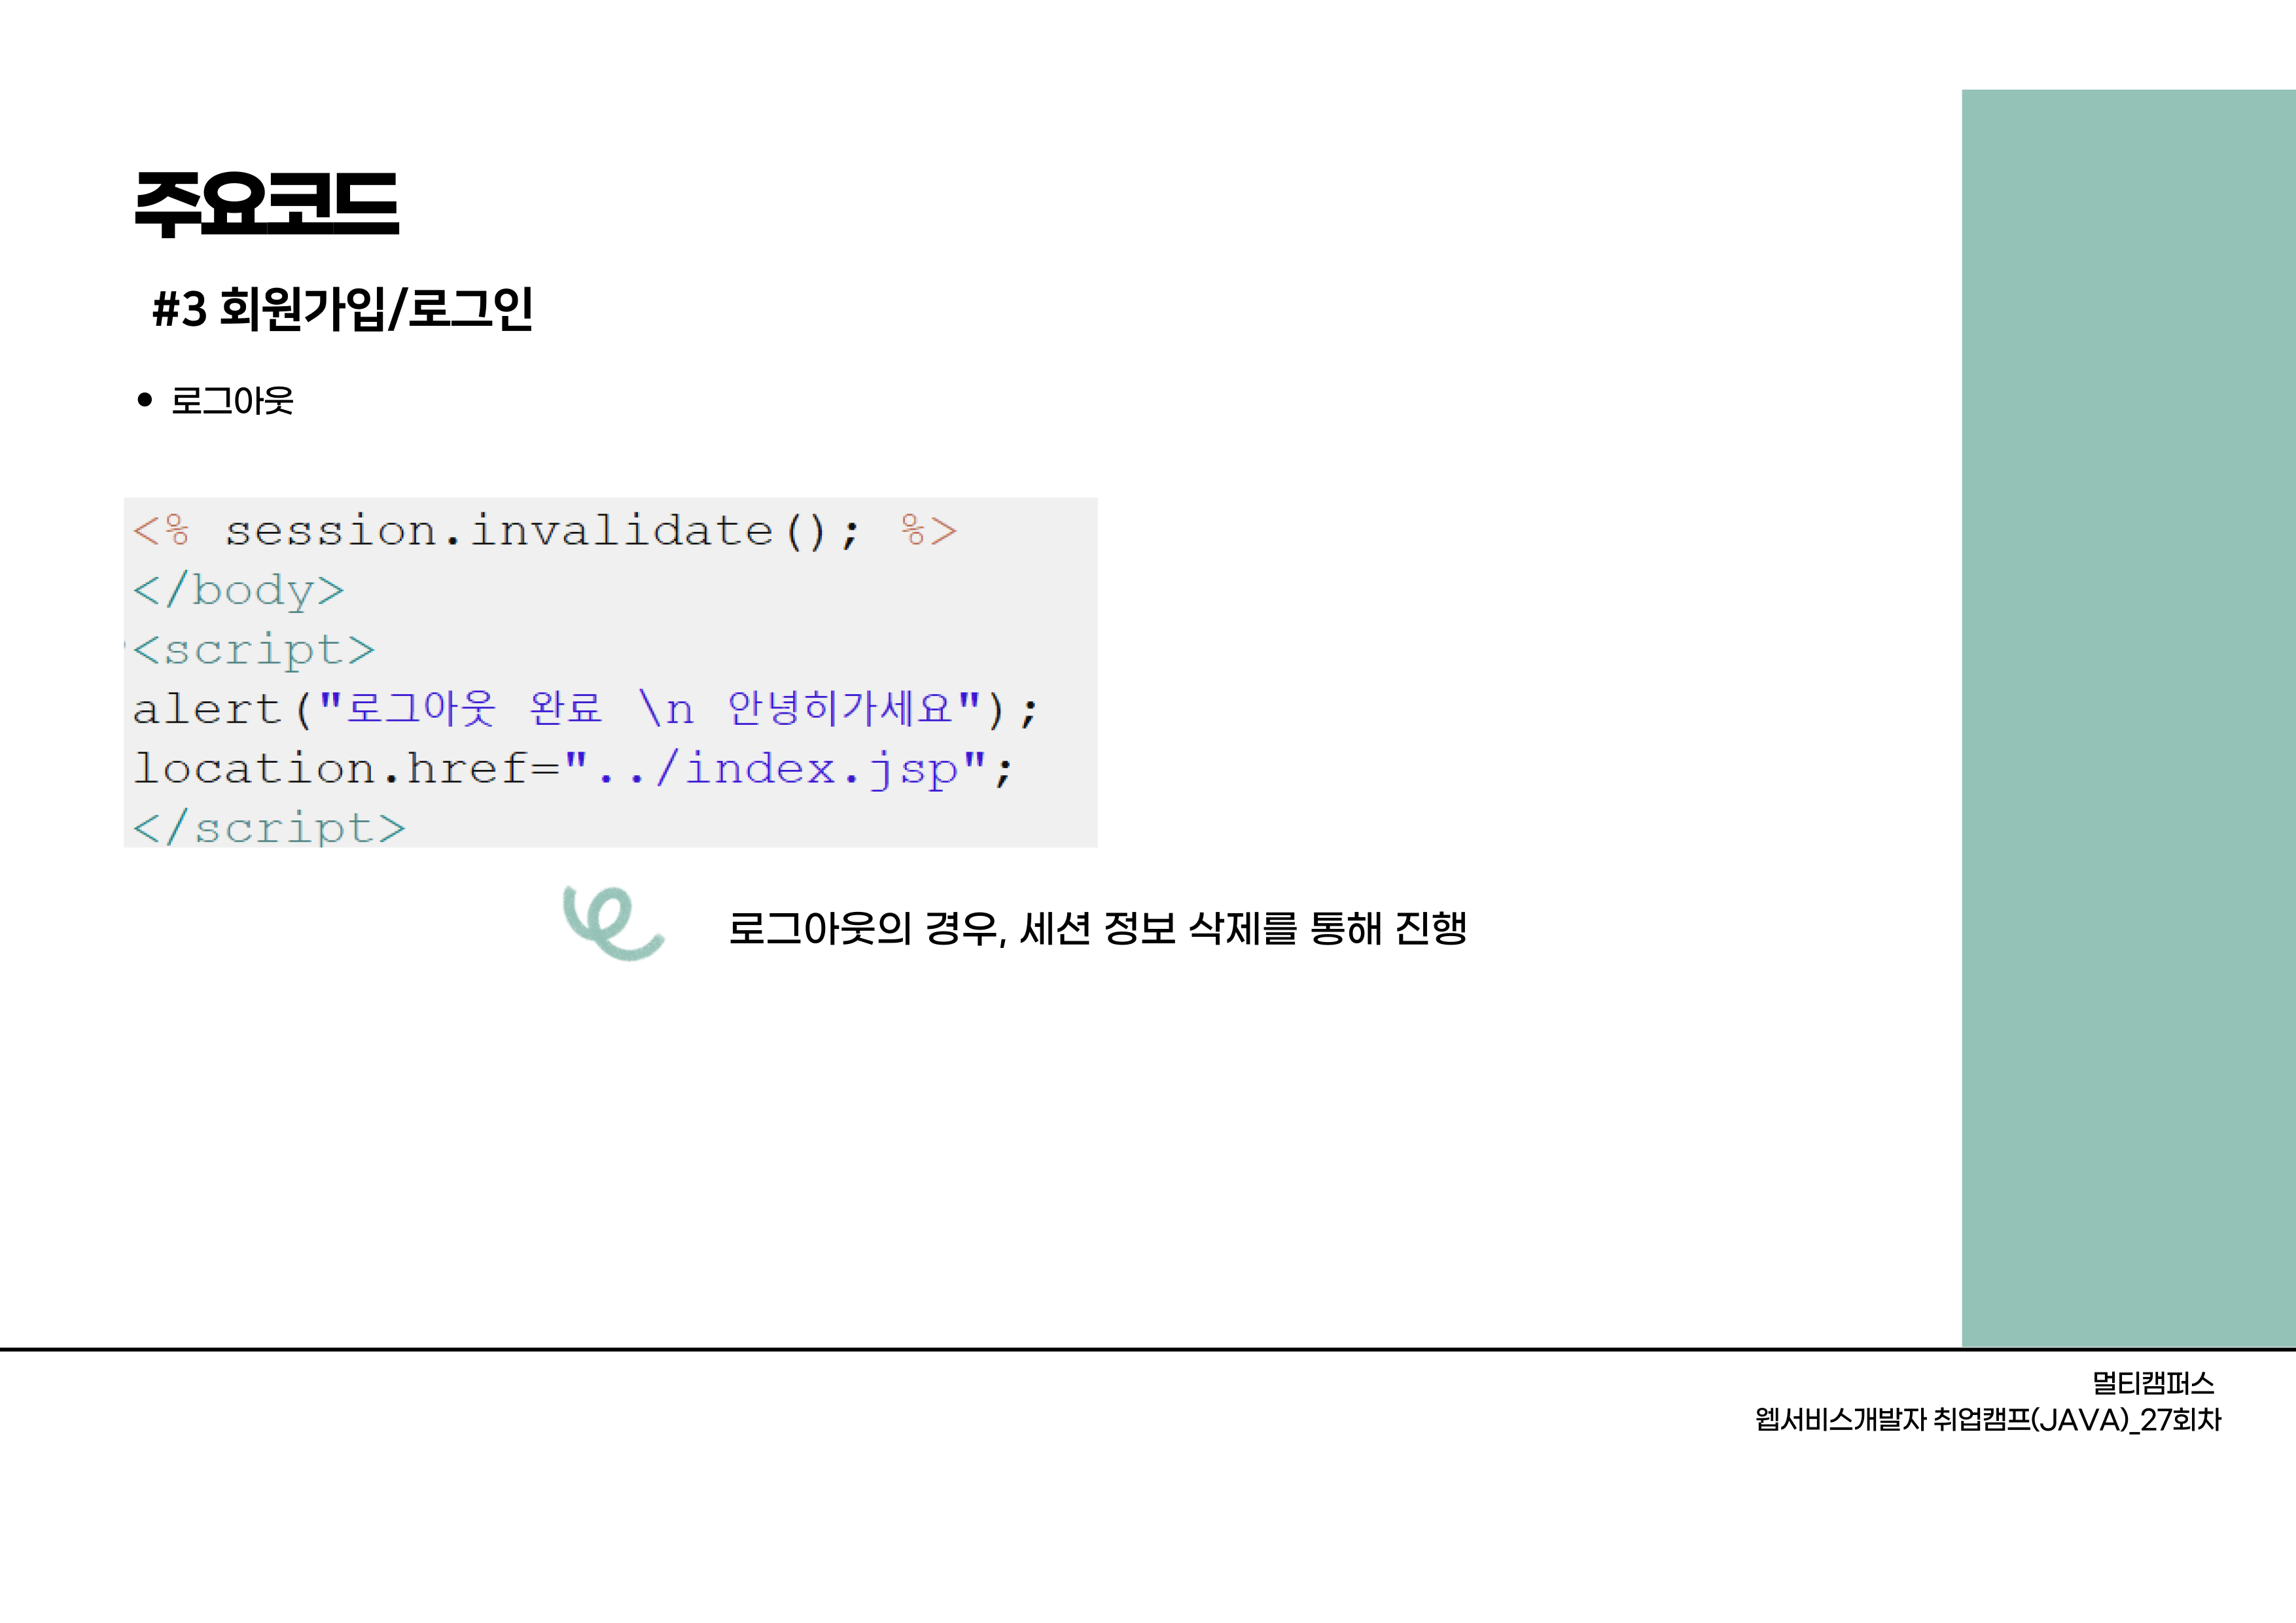 주요코드
#3 회원가입/로그인
• 로그아웃
<% session.invalidate(); %>
</body>
<script>
alert("로그아웃 완료 \n 안녕히가세요");
location.href="../index.jsp";
</script>
로그아웃의 경우, 세션 정보 삭제를 통해 진행
멀티캠퍼스
웹서비스개발자 취업캠프(JAVA)_27회차